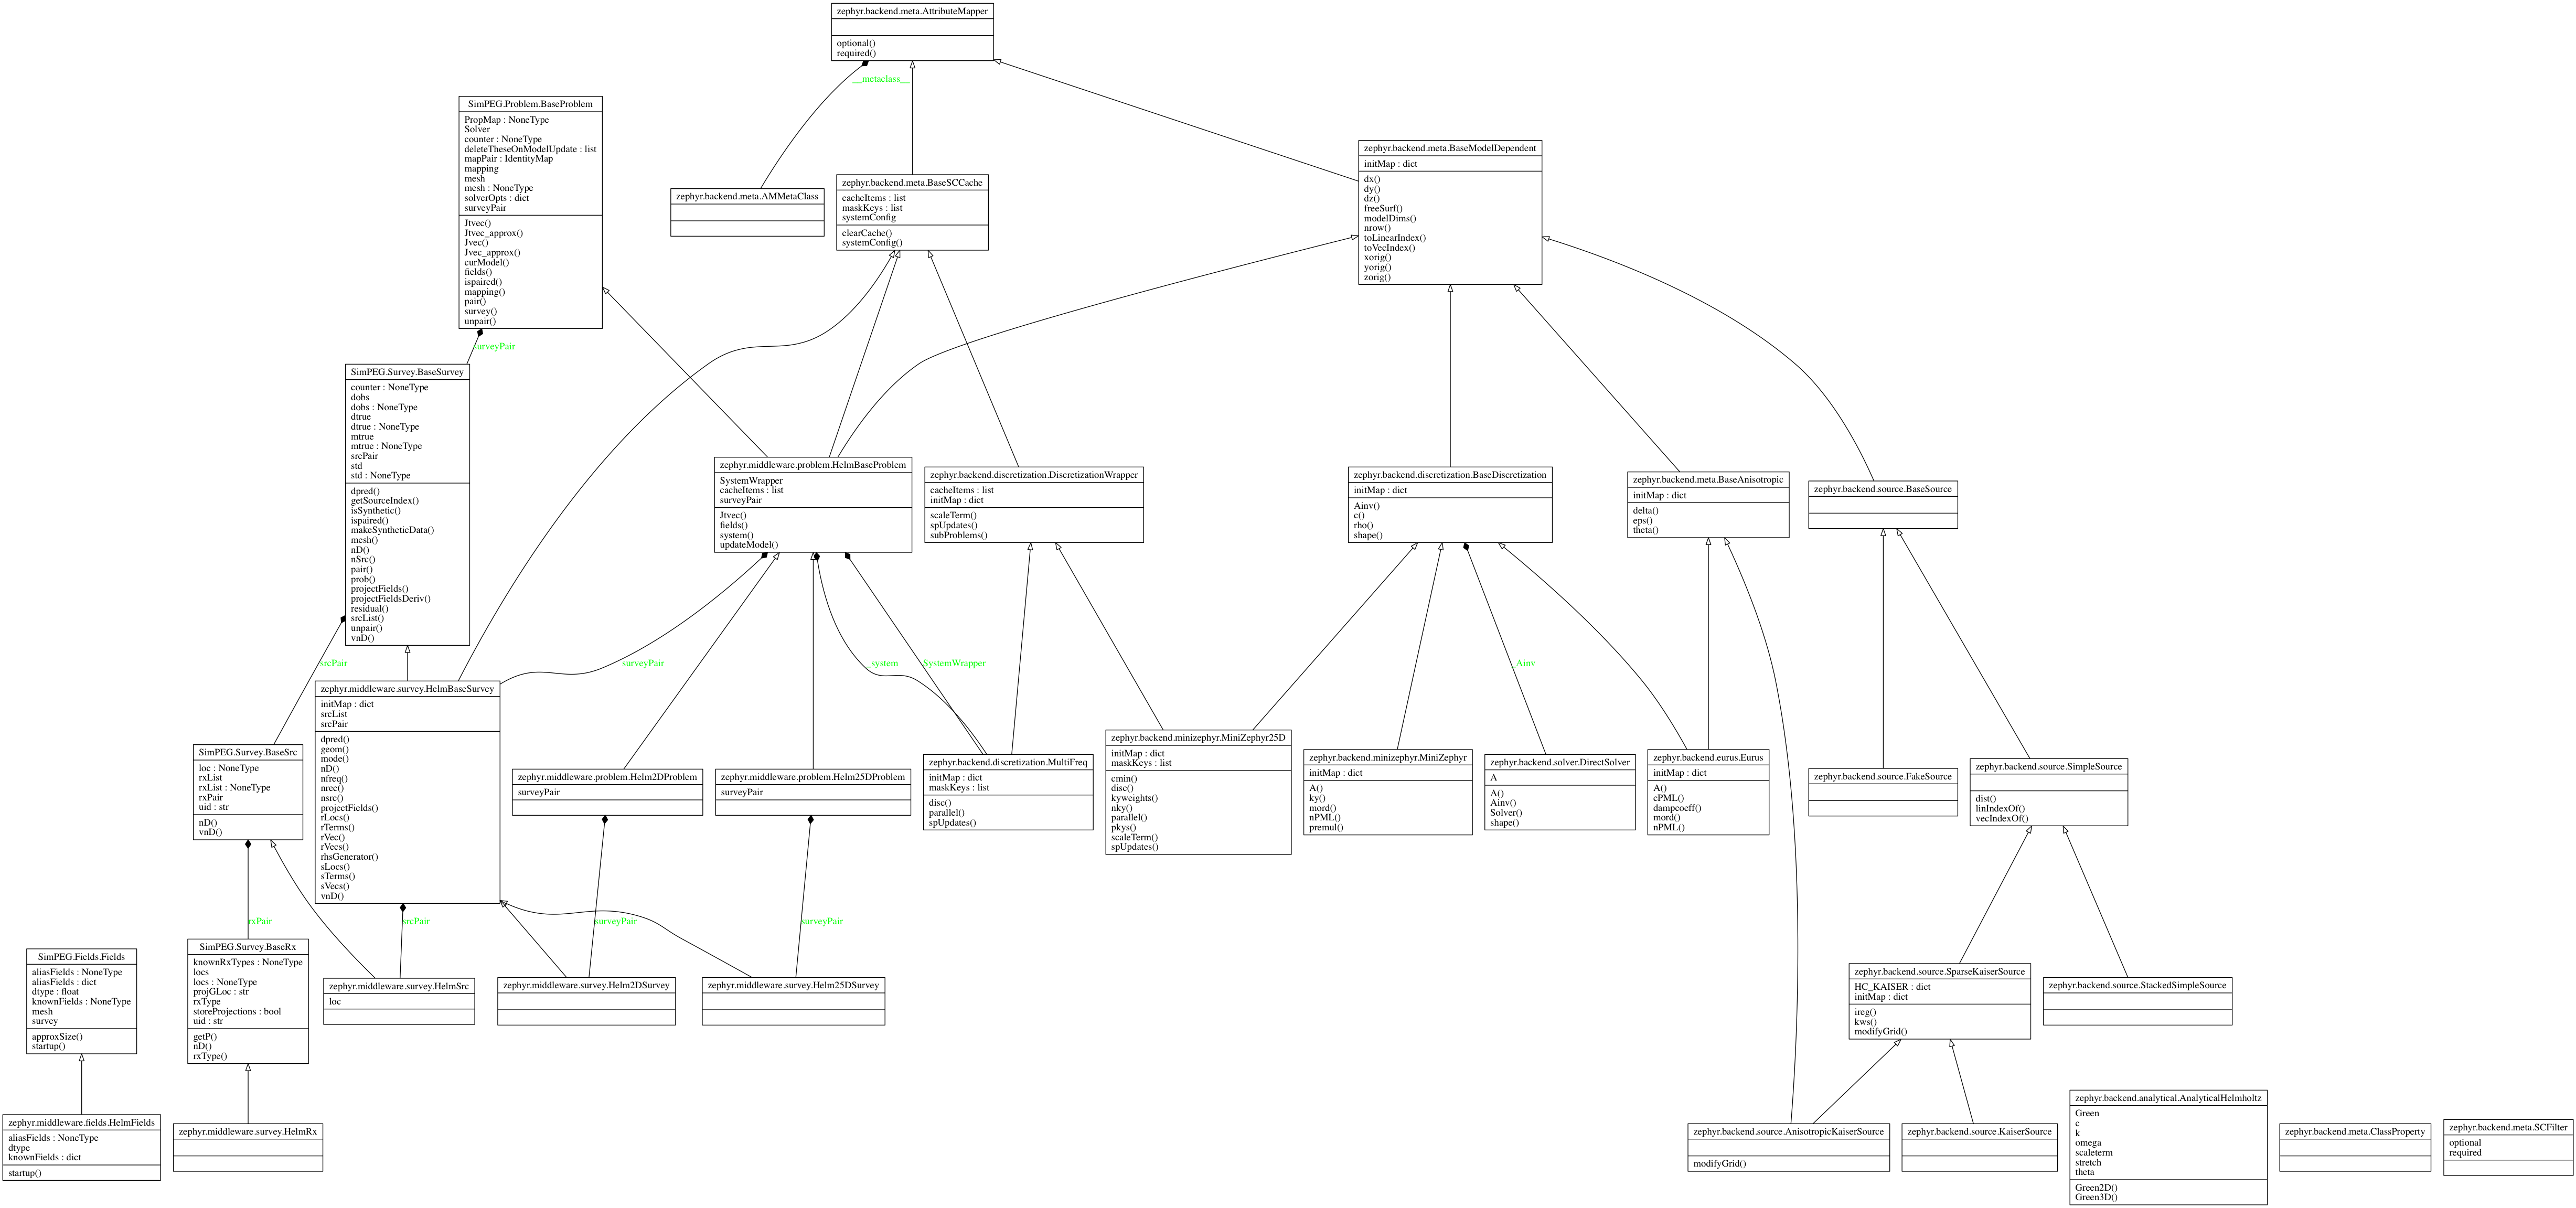 zephyr.backend.meta.AttributeMapper
optional()
required()
__metaclass__
SimPEG.Problem.BaseProblem
PropMap : NoneType
Solver
counter : NoneType
deleteTheseOnModelUpdate : list
mapPair : IdentityMap
mapping
mesh
mesh : NoneType
solverOpts : dict
surveyPair
Jtvec()
Jtvec_approx()
Jvec()
Jvec_approx()
curModel()
fields()
ispaired()
mapping()
pair()
survey()
unpair()
zephyr.backend.meta.AMMetaClass
zephyr.backend.meta.BaseSCCache
cacheItems : list
maskKeys : list
systemConfig
clearCache()
systemConfig()
zephyr.backend.meta.BaseModelDependent
initMap : dict
dx()
dy()
dz()
freeSurf()
modelDims()
nrow()
toLinearIndex()
toVecIndex()
xorig()
yorig()
zorig()
surveyPair
SimPEG.Survey.BaseSurvey
counter : NoneType
dobs
dobs : NoneType
dtrue
dtrue : NoneType
mtrue
mtrue : NoneType
srcPair
std
std : NoneType
dpred()
getSourceIndex()
isSynthetic()
ispaired()
makeSyntheticData()
mesh()
nD()
nSrc()
pair()
prob()
projectFields()
projectFieldsDeriv()
residual()
srcList()
unpair()
vnD()
zephyr.middleware.problem.HelmBaseProblem
SystemWrapper
cacheItems : list
surveyPair
Jtvec()
fields()
system()
updateModel()
zephyr.backend.discretization.DiscretizationWrapper
cacheItems : list
initMap : dict
scaleTerm()
spUpdates()
subProblems()
zephyr.backend.discretization.BaseDiscretization
initMap : dict
Ainv()
c()
rho()
shape()
zephyr.backend.meta.BaseAnisotropic
initMap : dict
delta()
eps()
theta()
zephyr.backend.source.BaseSource
srcPair
surveyPair
_system
SystemWrapper
_Ainv
SimPEG.Survey.BaseSrc
loc : NoneType
rxList
rxList : NoneType
rxPair
uid : str
nD()
vnD()
zephyr.middleware.survey.HelmBaseSurvey
initMap : dict
srcList
srcPair
dpred()
geom()
mode()
nD()
nfreq()
nrec()
nsrc()
projectFields()
rLocs()
rTerms()
rVec()
rVecs()
rhsGenerator()
sLocs()
sTerms()
sVecs()
vnD()
zephyr.middleware.problem.Helm2DProblem
surveyPair
zephyr.middleware.problem.Helm25DProblem
surveyPair
zephyr.backend.discretization.MultiFreq
initMap : dict
maskKeys : list
disc()
parallel()
spUpdates()
zephyr.backend.minizephyr.MiniZephyr25D
initMap : dict
maskKeys : list
cmin()
disc()
kyweights()
nky()
parallel()
pkys()
scaleTerm()
spUpdates()
zephyr.backend.minizephyr.MiniZephyr
initMap : dict
A()
ky()
mord()
nPML()
premul()
zephyr.backend.solver.DirectSolver
A
A()
Ainv()
Solver()
shape()
zephyr.backend.eurus.Eurus
initMap : dict
A()
cPML()
dampcoeff()
mord()
nPML()
zephyr.backend.source.FakeSource
zephyr.backend.source.SimpleSource
dist()
linIndexOf()
vecIndexOf()
rxPair
srcPair
surveyPair
surveyPair
SimPEG.Fields.Fields
aliasFields : NoneType
aliasFields : dict
dtype : float
knownFields : NoneType
mesh
survey
approxSize()
startup()
SimPEG.Survey.BaseRx
knownRxTypes : NoneType
locs
locs : NoneType
projGLoc : str
rxType
storeProjections : bool
uid : str
getP()
nD()
rxType()
zephyr.middleware.survey.HelmSrc
loc
zephyr.middleware.survey.Helm2DSurvey
zephyr.middleware.survey.Helm25DSurvey
zephyr.backend.source.SparseKaiserSource
HC_KAISER : dict
initMap : dict
ireg()
kws()
modifyGrid()
zephyr.backend.source.StackedSimpleSource
zephyr.middleware.fields.HelmFields
aliasFields : NoneType
dtype
knownFields : dict
startup()
zephyr.middleware.survey.HelmRx
zephyr.backend.source.AnisotropicKaiserSource
modifyGrid()
zephyr.backend.source.KaiserSource
zephyr.backend.analytical.AnalyticalHelmholtz
Green
c
k
omega
scaleterm
stretch
theta
Green2D()
Green3D()
zephyr.backend.meta.ClassProperty
zephyr.backend.meta.SCFilter
optional
required